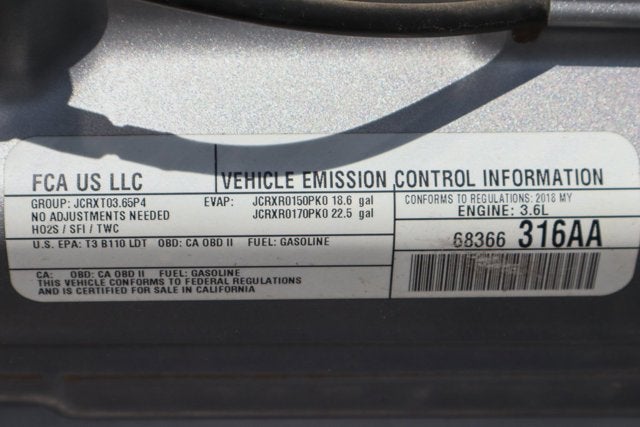 FCA US LLC
VEHICLE EMISSION CONTROL INFORMATION
GROUP: JCRXT03.65P4 EVAP: JCRXR0150PK0 18.6 gal
NO ADJUSTMENTS NEEDED JCRXR0170PK0 22.5 gal
HO2S / SFI / TWC
CONFORMS TO REGULATIONS: 2018 MY
ENGINE: 3.6L
U.S. EPA: T3 B110 LDT OBD: CA OBD II FUEL: GASOLINE
68366 316AA
CA: OBD: CA OBD II FUEL: GASOLINE
THIS VEHICLE CONFORMS TO FEDERAL REGULATIONS
AND IS CERTIFIED FOR SALE IN CALIFORNIA